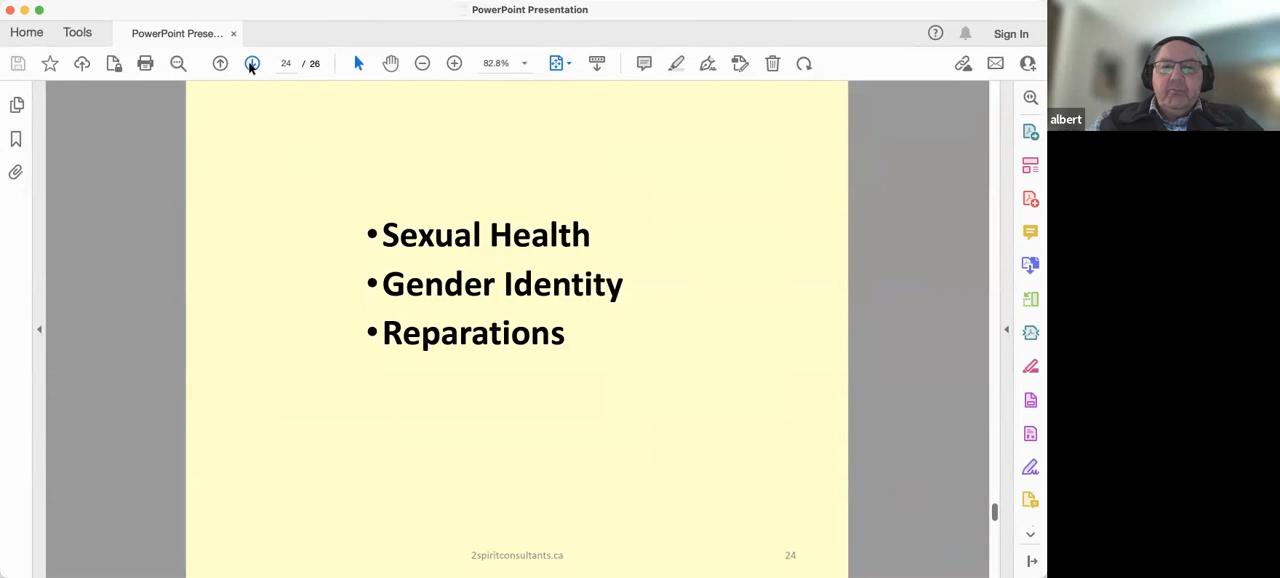 PowerPoint Presentation
Home
Tools
PowerPoint Prese...
×
Sign In
24 / 26
82.8%
albert
•Sexual Health
•Gender Identity
•Reparations
2spiritconsultants.ca
24